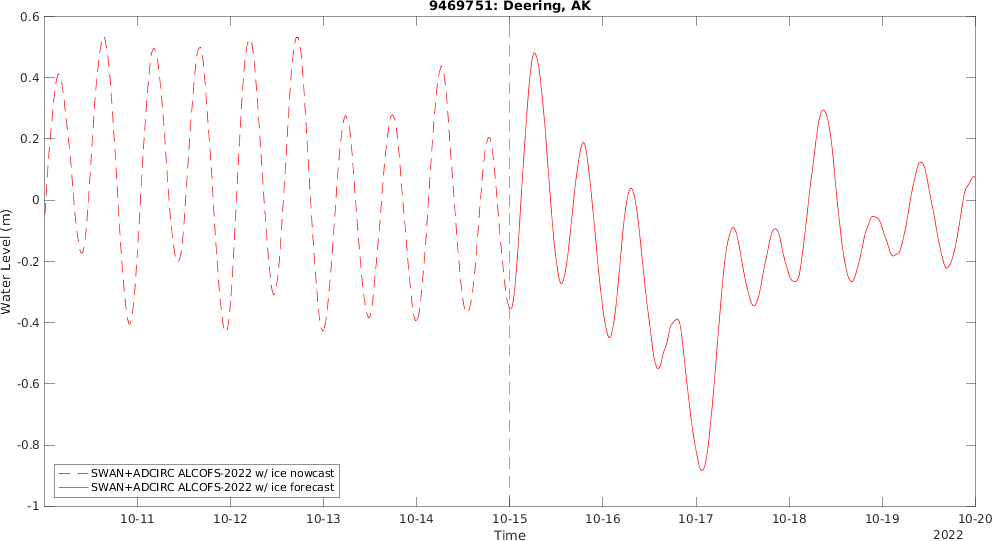 9469751: Deering, AK
0.6
0.4
0.2
0
-0.2
-0.4
-0.6
-0.8
-1
Water Level (m)
SWAN+ADCIRC ALCOFS-2022 w/ ice nowcast
SWAN+ADCIRC ALCOFS-2022 w/ ice forecast
10-11 10-12 10-13 10-14 10-15 10-16 10-17 10-18 10-19 10-20
Time
2022